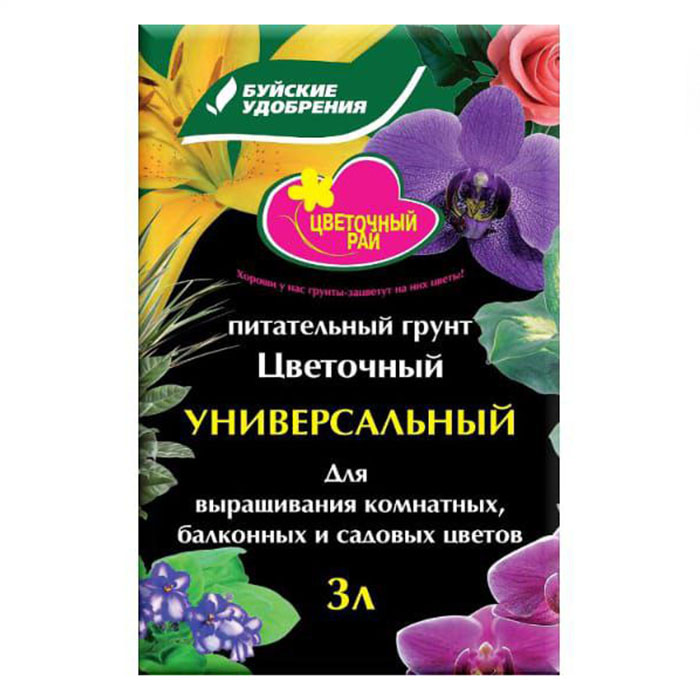 БУЙСКИЕ
УДОБРЕНИЯ
ЦВЕТОЧНЫЙ
РАЙ
Хороши у нас грунты-зацветут на них цветы!
питательный грунт
Цветочный
УНИВЕРСАЛЬНЫЙ
Для
выращивания комнатных,
балконных и садовых цветов
3л